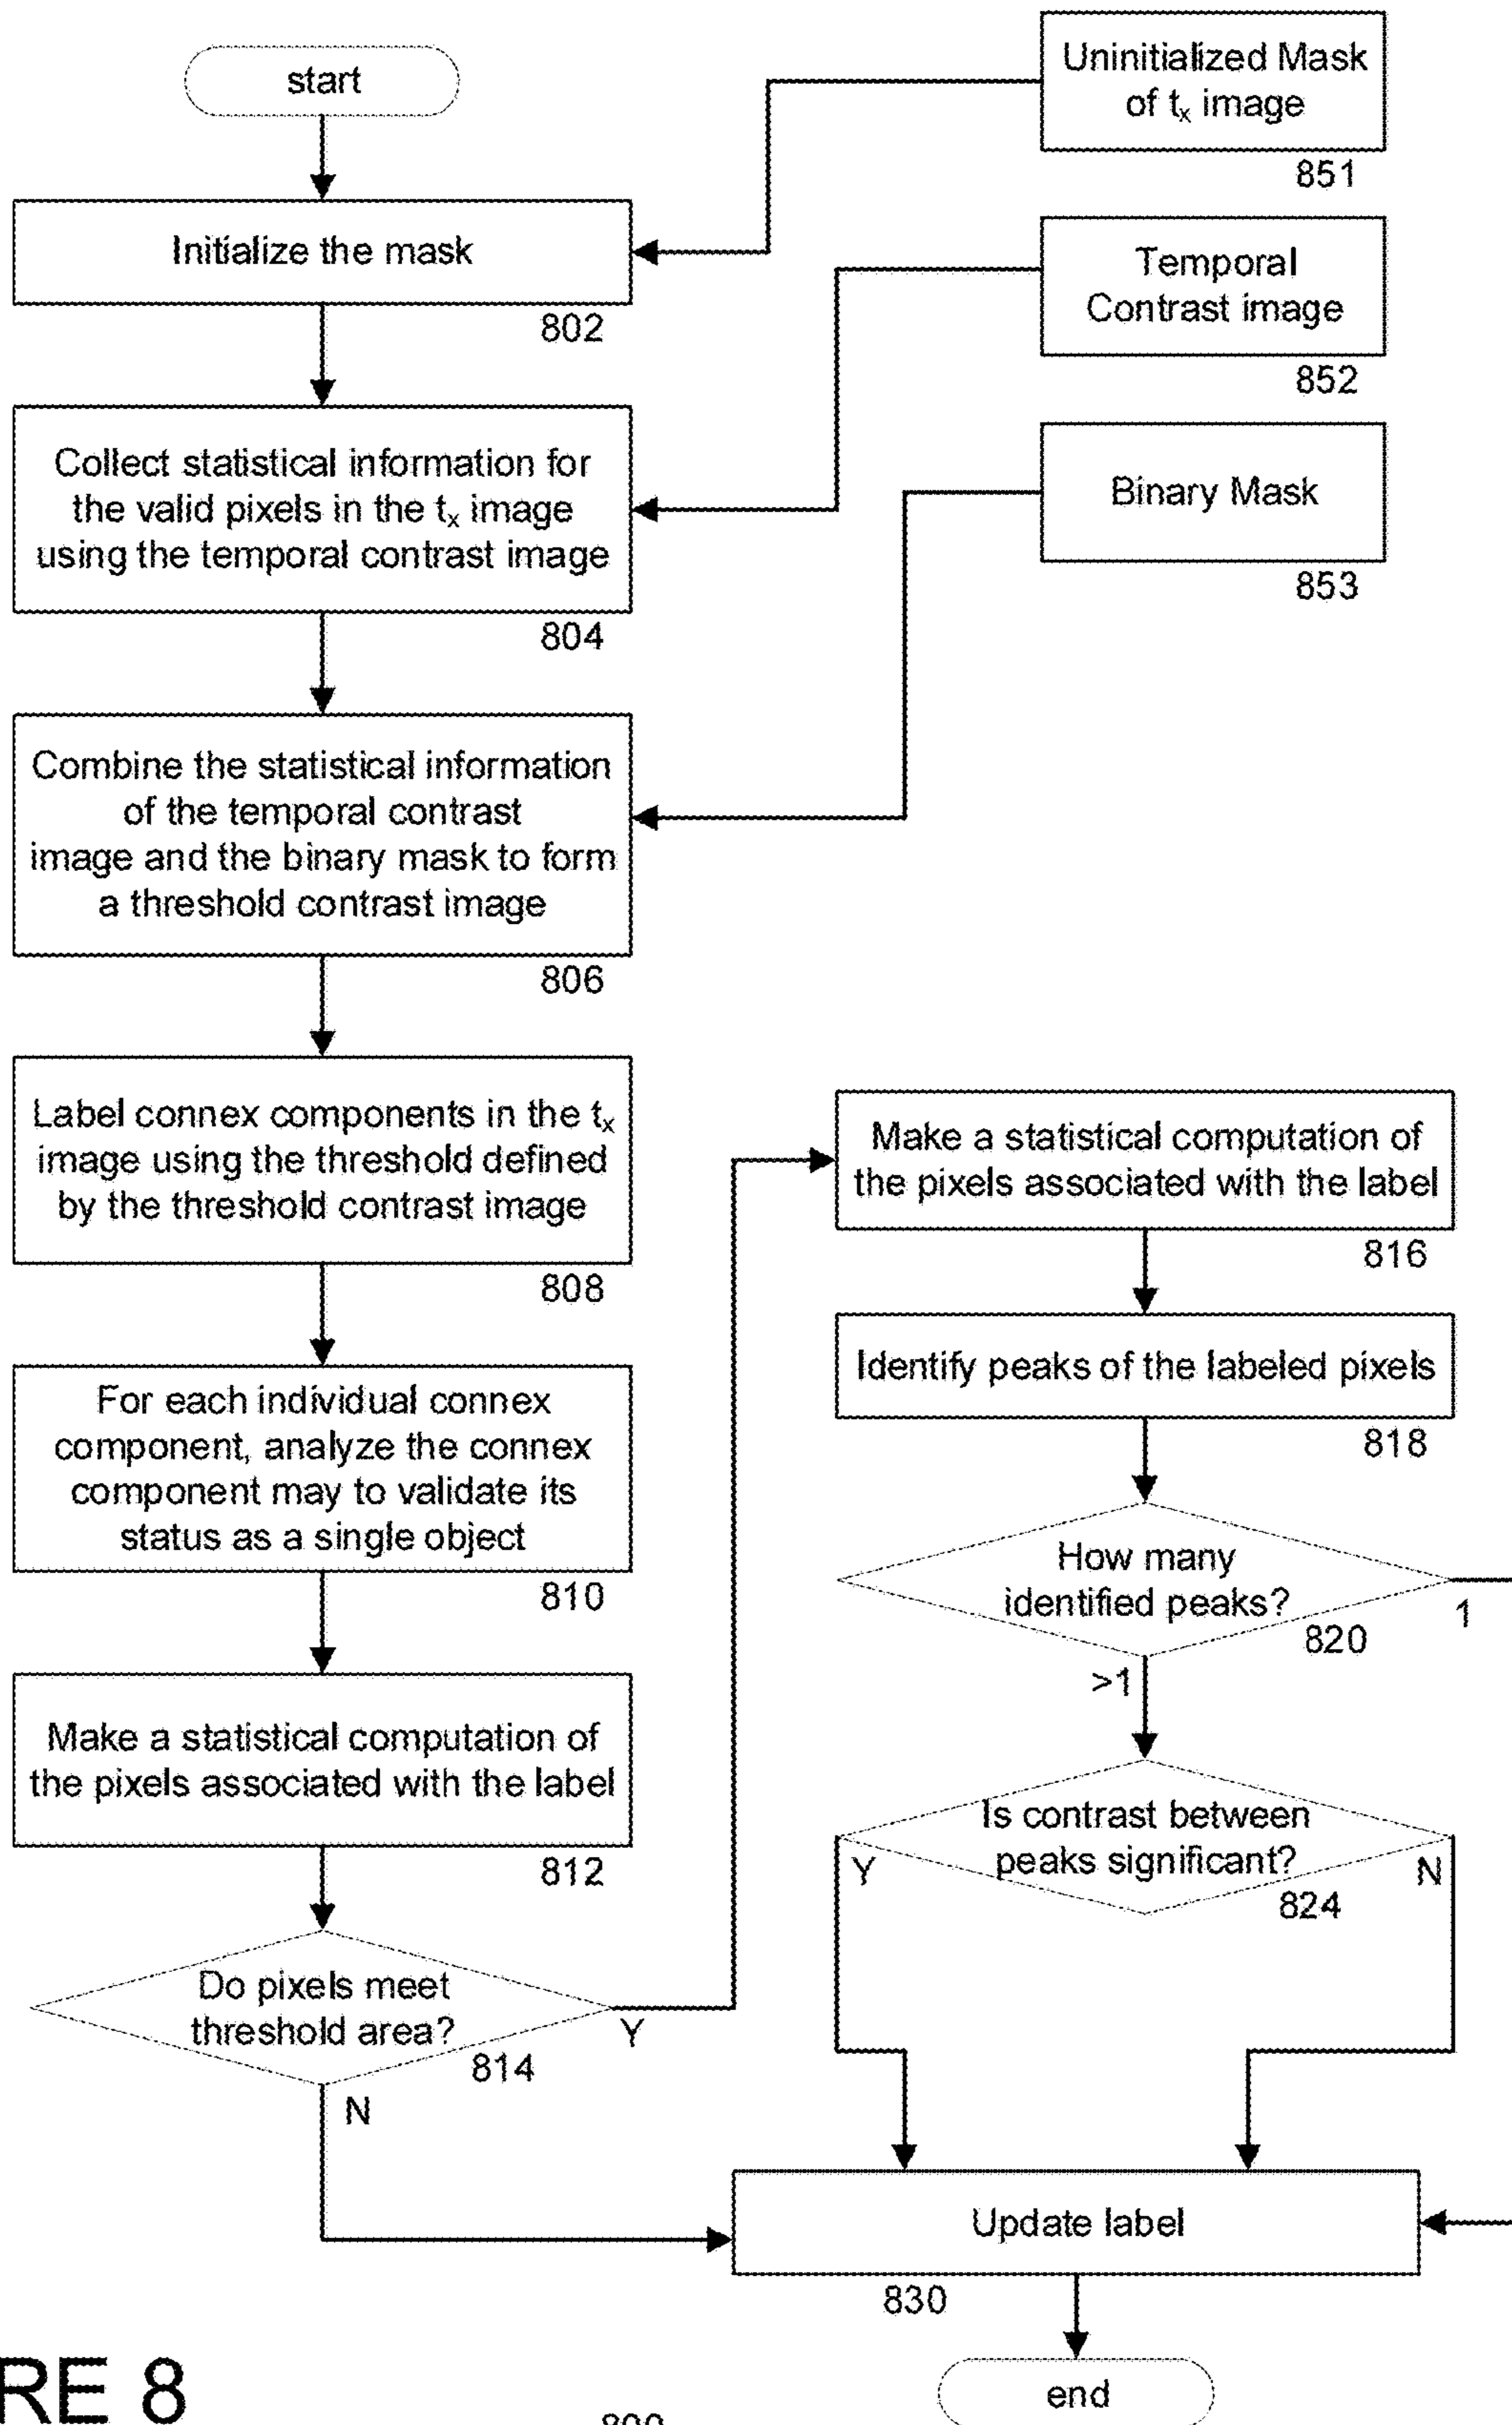 start
Initialize the mask
802
Collect statistical information for
the valid pixels in the tx image
using the temporal contrast image
804
Combine the statistical information
of the temporal contrast
image and the binary mask to form
a threshold contrast image
806
Label connex components in the tx
image using the threshold defined
by the threshold contrast image
808
For each individual connex
component, analyze the connex
component may to validate its
status as a single object
810
Make a statistical computation of
the pixels associated with the label
812
Do pixels meet
threshold area?
814
Y
N
Uninitialized Mask
of tx image
851
Temporal
Contrast image
852
Binary Mask
853
Make a statistical computation of
the pixels associated with the label
816
Identify peaks of the labeled pixels
818
How many
identified peaks?
820
1
>1
Is contrast between
peaks significant?
824
Y
N
Update label
830
end
RE 8